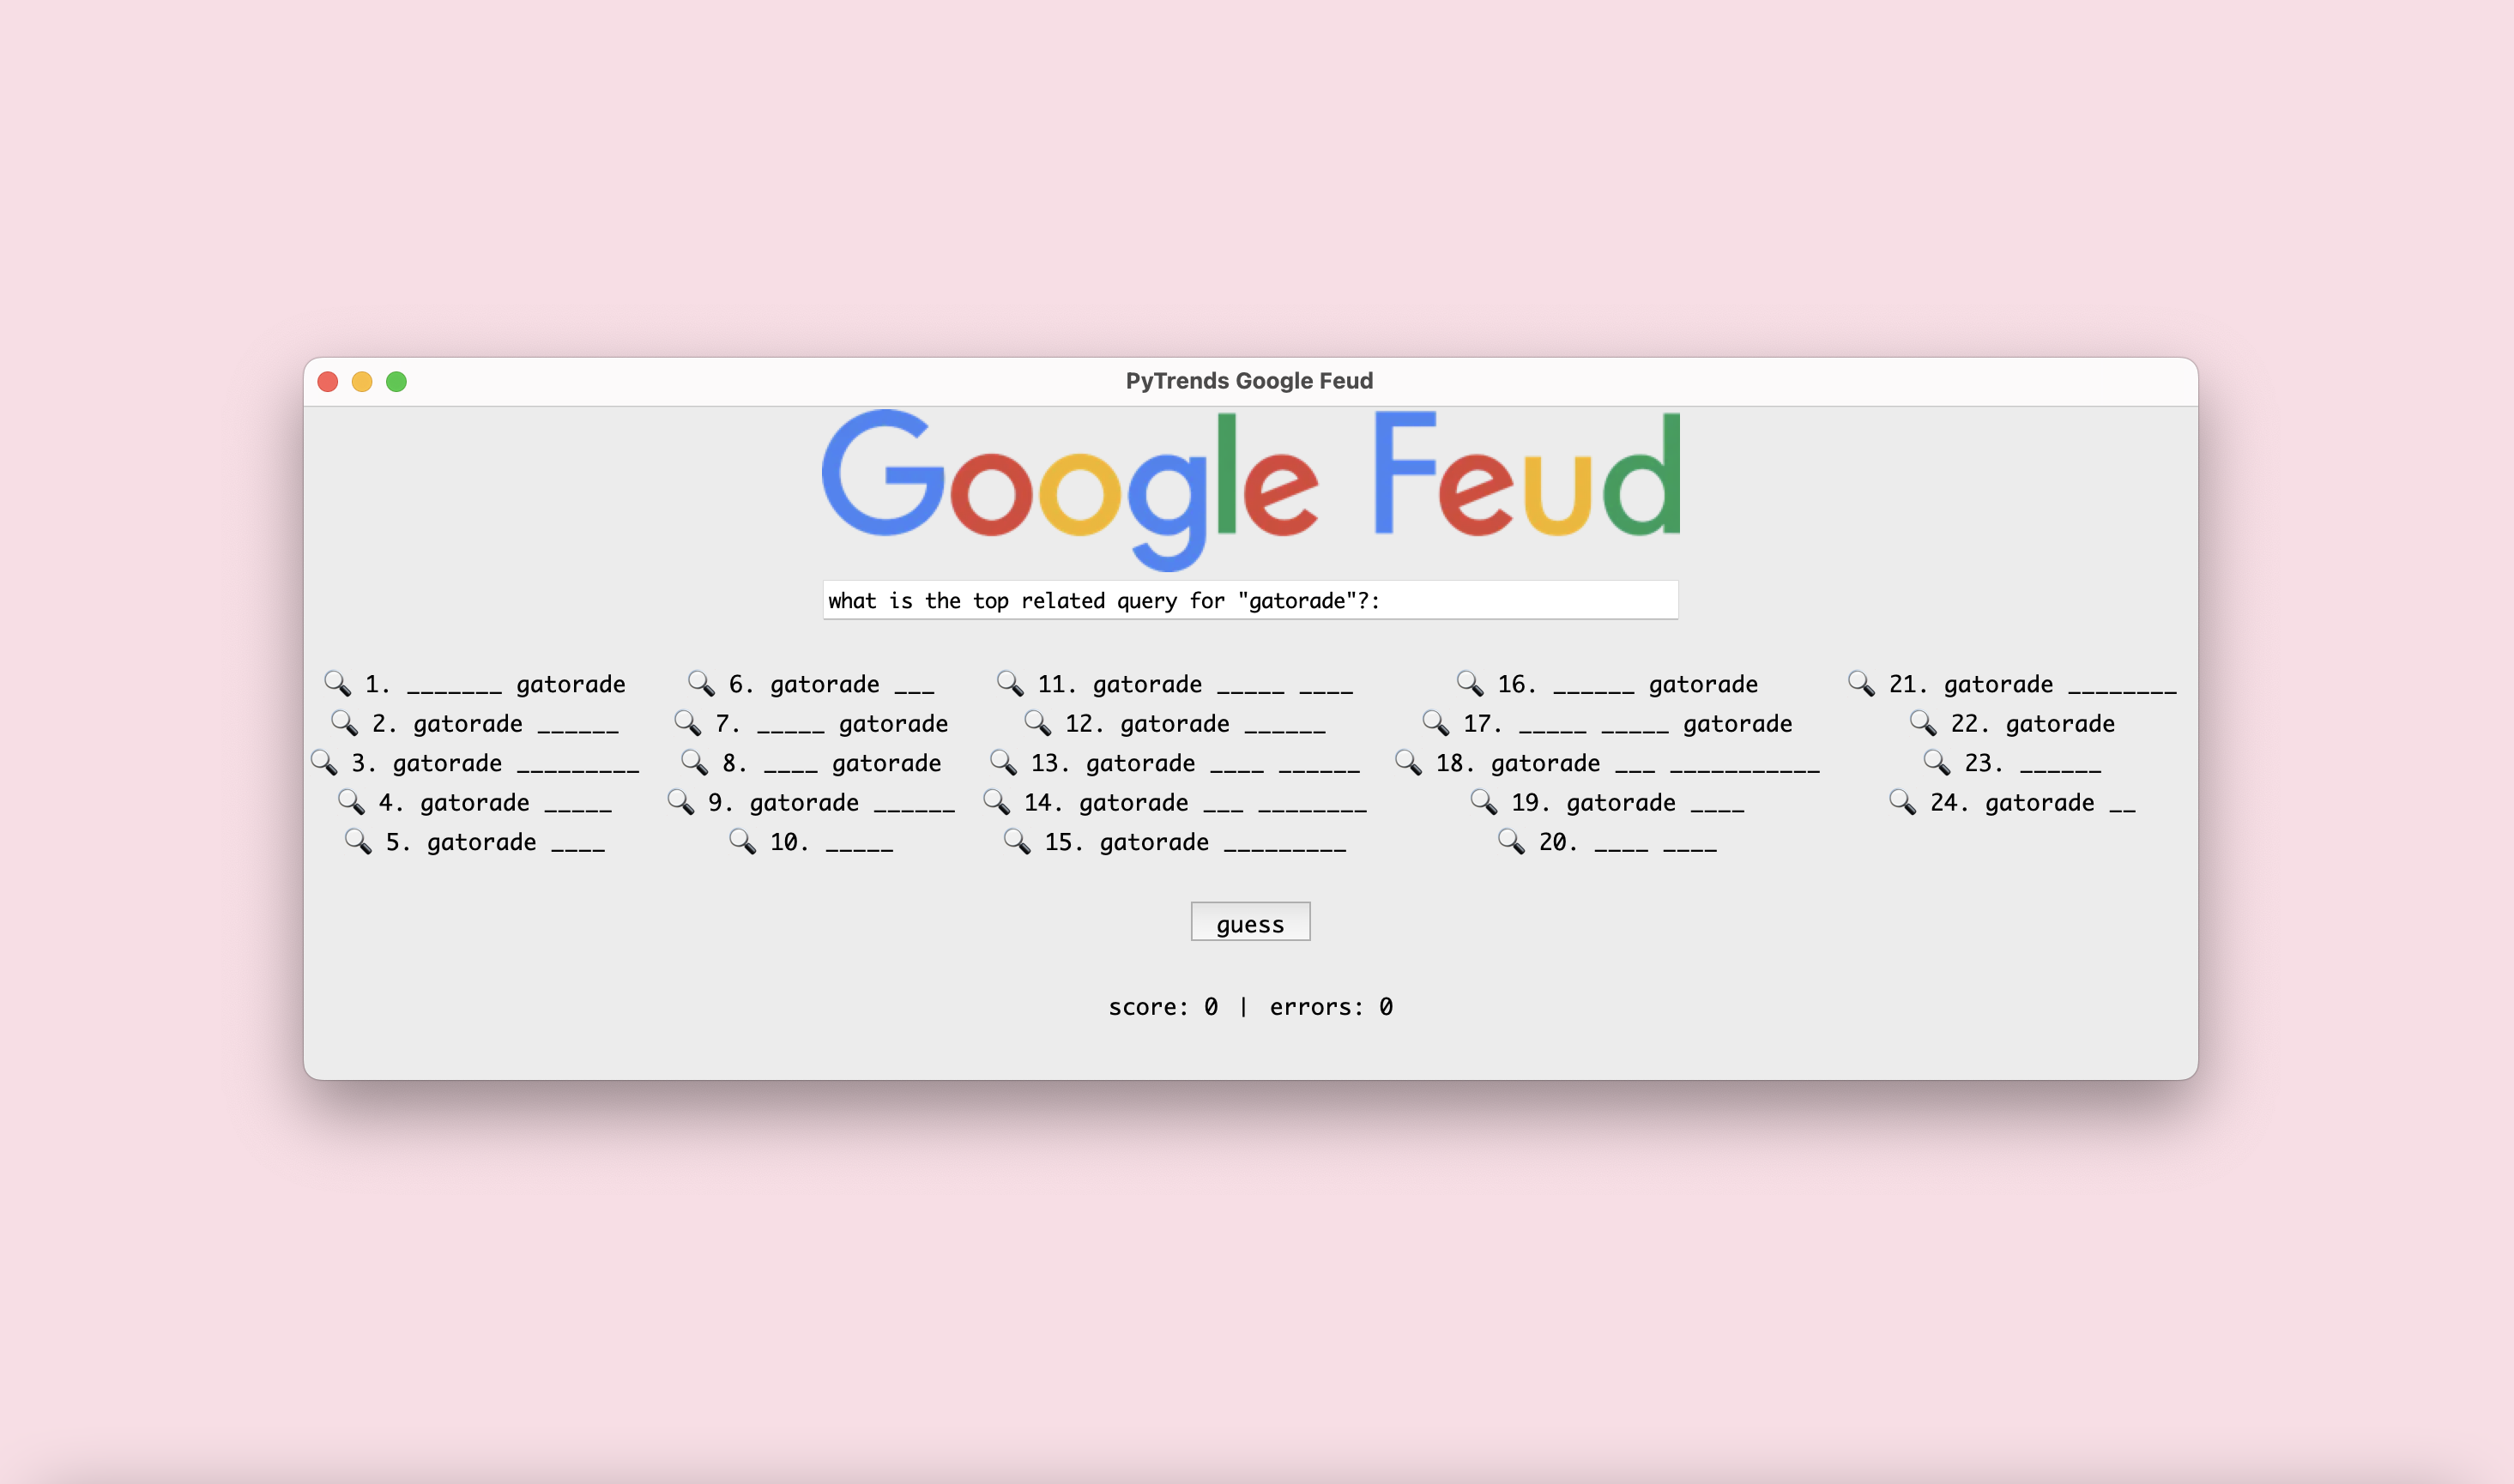 PyTrends Google Feud
Google Feud
what is the top related query for "gatorade"?:
🔍 1. _______ gatorade
🔍 2. gatorade ______
🔍 3. gatorade _________
🔍 4. gatorade _____
🔍 5. gatorade ____
🔍 6. gatorade ___
🔍 7. _____ gatorade
🔍 8. ____ gatorade
🔍 9. gatorade ______
🔍 10. _____
🔍 11. gatorade _____ ____
🔍 12. gatorade ______
🔍 13. gatorade ____ ______
🔍 14. gatorade ___ ________
🔍 15. gatorade _________
🔍 16. ______ gatorade
🔍 17. _____ _____ gatorade
🔍 18. gatorade ___ ___________
🔍 19. gatorade ____
🔍 20. ____ ____
🔍 21. gatorade ________
🔍 22. gatorade
🔍 23. ______
🔍 24. gatorade __
guess
score: 0 | errors: 0